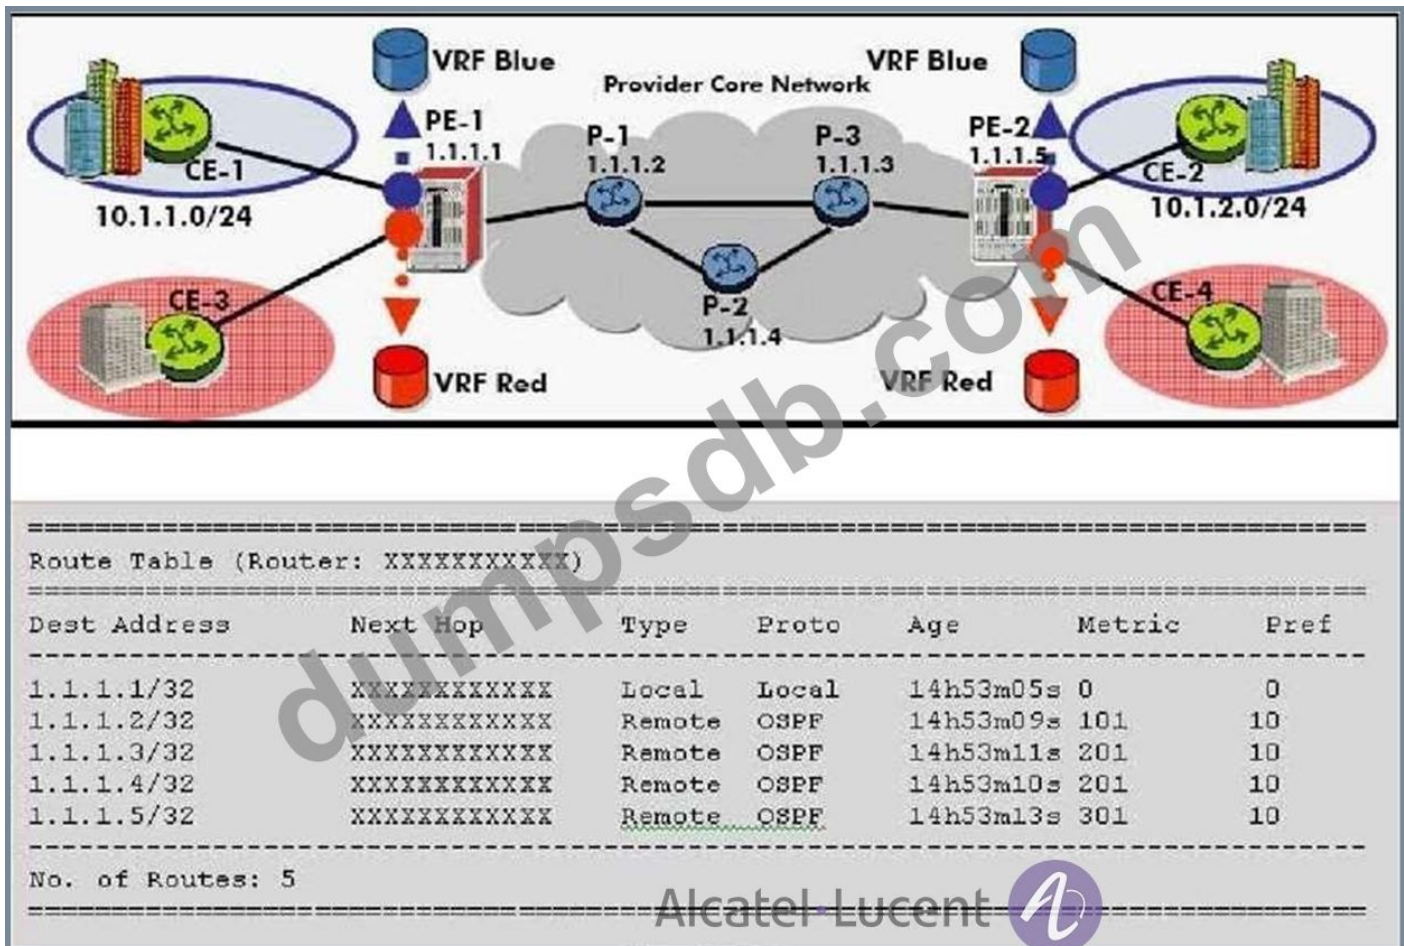 VRF Blue
VRF Blue
Provider Core Network
PE-1
1.1.1.1
P-1
1.1.1.2
P-3
1.1.1.3
PE-2
1.1.1.5
CE-1
CE-2
10.1.1.0/24
10.1.2.0/24
CE-3
P-2
1.1.1.4
CE-4
VRF Red
VRF Red
dumpsdb.com
Route Table (Router: XXXXXXXXXXX)
Dest Address Next Hop Type Proto Age Metric Pref
1.1.1.1/32 XXXXXXXXXXXX Local Local 14h53m05s 0 0
1.1.1.2/32 XXXXXXXXXXXX Remote OSPF 14h53m09s 101 10
1.1.1.3/32 XXXXXXXXXXXX Remote OSPF 14h53m11s 201 10
1.1.1.4/32 XXXXXXXXXXXX Remote OSPF 14h53m10s 201 10
1.1.1.5/32 XXXXXXXXXXXX Remote OSPF 14h53m13s 301 10
No. of Routes: 5
Alcatel·Lucent